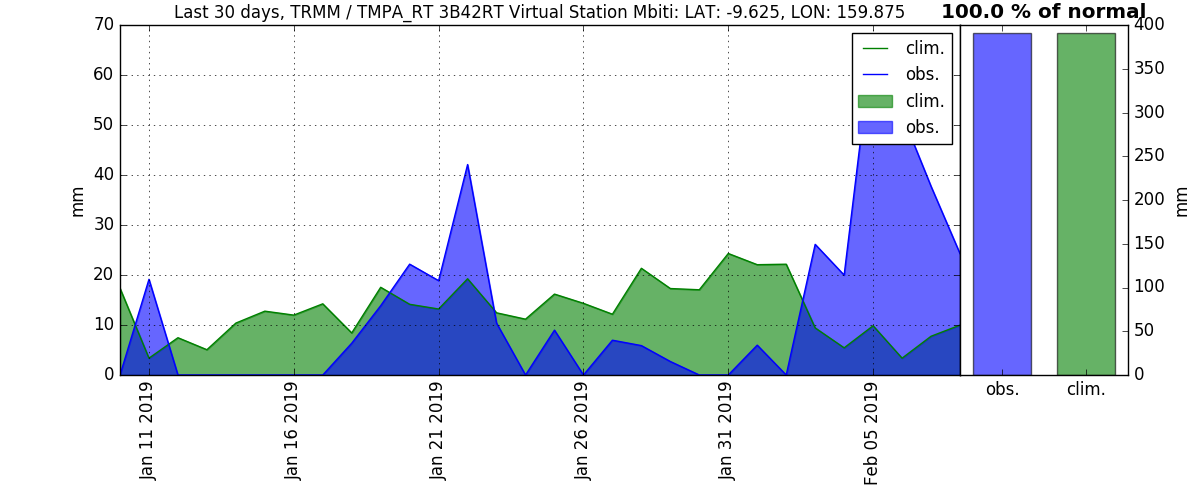 Last 30 days, TRMM / TMPA_RT 3B42RT Virtual Station Mbiti: LAT: -9.625, LON: 159.875
100.0 % of normal
70
60
50
40
30
20
10
0
mm
clim.
obs.
clim.
obs.
Jan 11 2019
Jan 16 2019
Jan 21 2019
Jan 26 2019
Jan 31 2019
Feb 05 2019
400
350
300
250
200
150
100
50
0
mm
obs.
clim.